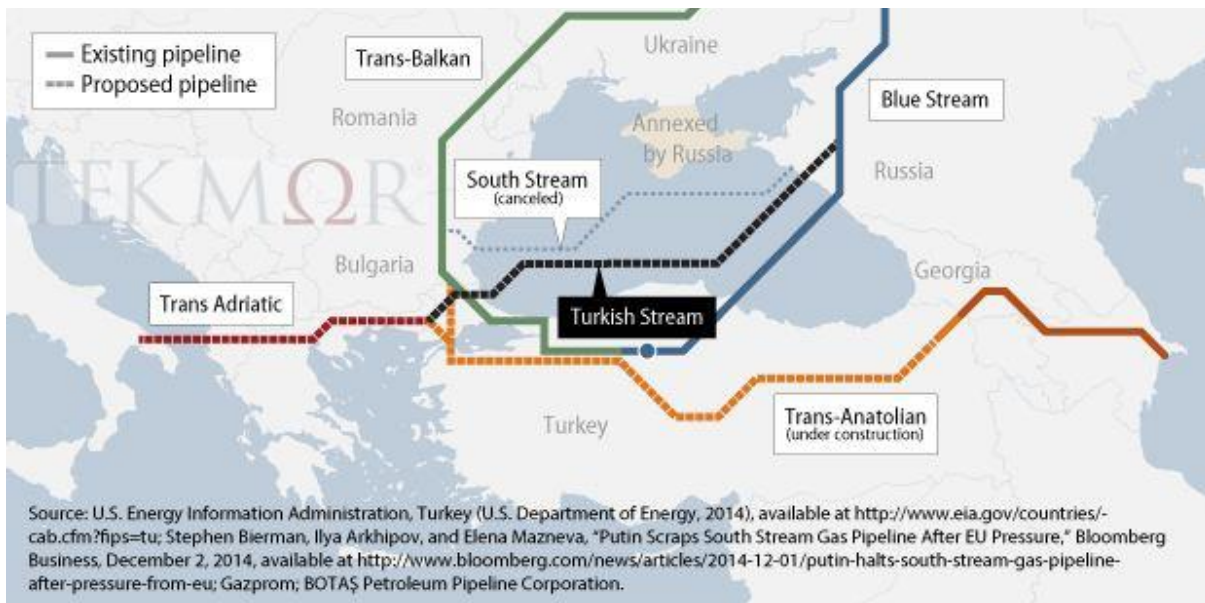 Existing pipeline
Proposed pipeline
Trans-Balkan
Ukraine
Blue Stream
Romania
Annexed
by Russia
Russia
TEKMΩR
South Stream
(canceled)
Bulgaria
Georgia
Trans Adriatic
Turkish Stream
Trans-Anatolian
(under construction)
Turkey
Source: U.S. Energy Information Administration, Turkey (U.S. Department of Energy, 2014), available at http://www.eia.gov/countries/-
cab.cfm?fips=tu; Stephen Bierman, Ilya Arkhipov, and Elena Mazneva, “Putin Scraps South Stream Gas Pipeline After EU Pressure,” Bloomberg
Business, December 2, 2014, available at http://www.bloomberg.com/news/articles/2014-12-01/putin-halts-south-stream-gas-pipeline-
after-pressure-from-eu; Gazprom; BOTAŞ Petroleum Pipeline Corporation.